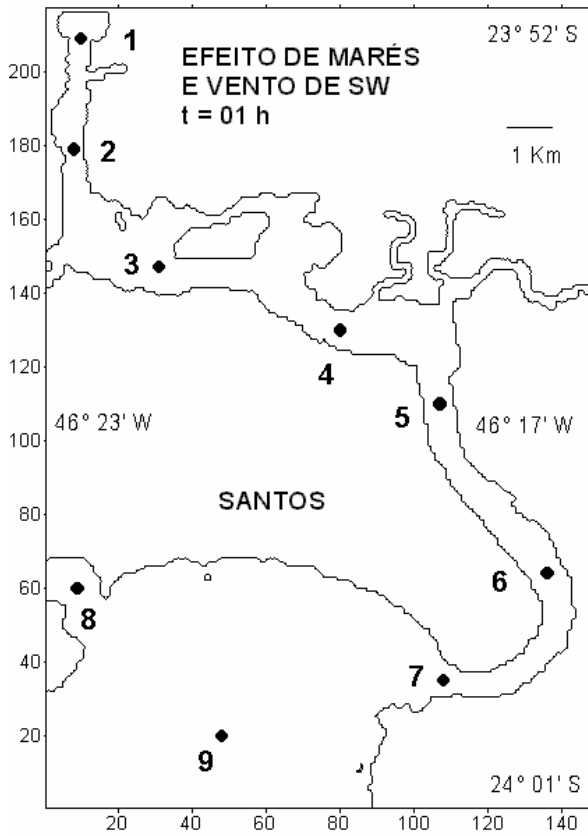 1
23° 52' S
EFEITO DE MARÉS
E VENTO DE SW
t = 01 h
1 Km
2
3
4
5
46° 23' W
46° 17' W
SANTOS
6
8
7
9
24° 01' S
200
180
160
140
120
100
80
60
40
20
20 40 60 80 100 120 140